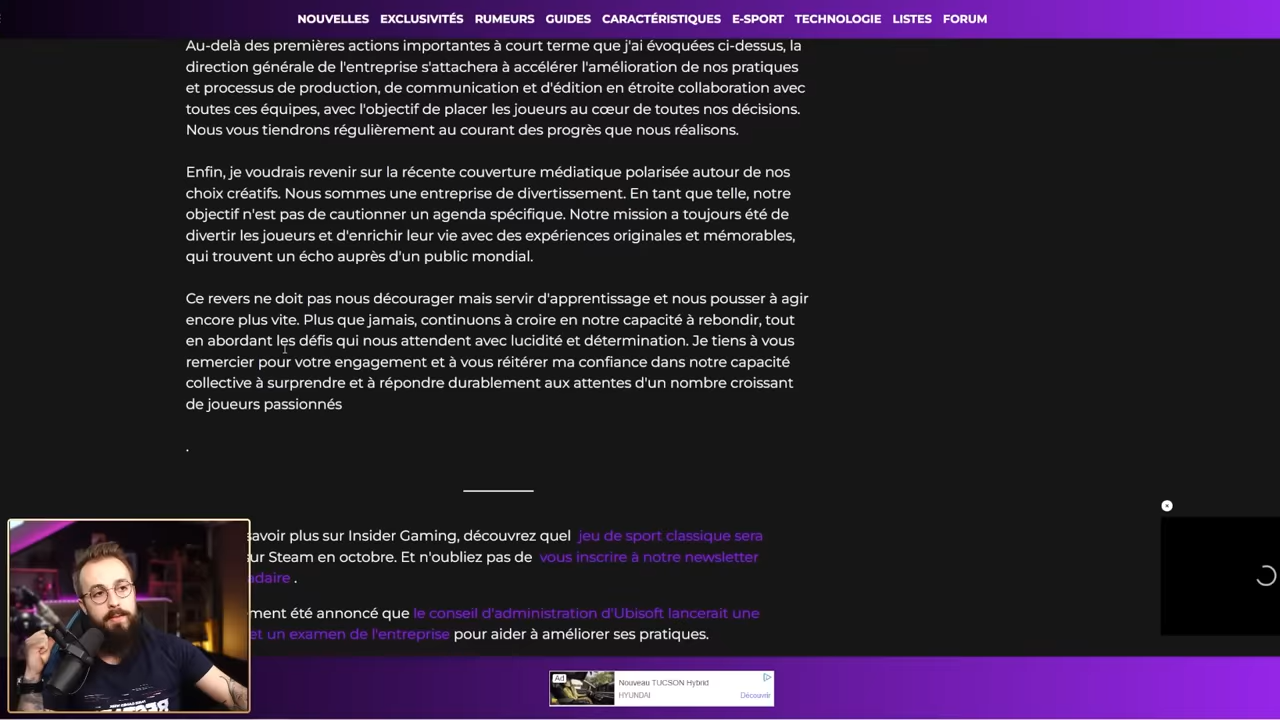 NOUVELLES EXCLUSIVITÉS RUMEURS GUIDES CARACTÉRISTIQUES E-SPORT TECHNOLOGIE LISTES FORUM
Au-delà des premières actions importantes à court terme que j'ai évoquées ci-dessus, la
direction générale de l'entreprise s'attachera à accélérer l'amélioration de nos pratiques
et processus de production, de communication et d'édition en étroite collaboration avec
toutes ces équipes, avec l'objectif de placer les joueurs au cœur de toutes nos décisions.
Nous vous tiendrons régulièrement au courant des progrès que nous réalisons.
Enfin, je voudrais revenir sur la récente couverture médiatique polarisée autour de nos
choix créatifs. Nous sommes une entreprise de divertissement. En tant que telle, notre
objectif n'est pas de cautionner un agenda spécifique. Notre mission a toujours été de
divertir les joueurs et d'enrichir leur vie avec des expériences originales et mémorables,
qui trouvent un écho auprès d'un public mondial.
Ce revers ne doit pas nous décourager mais servir d'apprentissage et nous pousser à agir
encore plus vite. Plus que jamais, continuons à croire en notre capacité à rebondir, tout
en abordant les défis qui nous attendent avec lucidité et détermination. Je tiens à vous
remercier pour votre engagement et à vous réitérer ma confiance dans notre capacité
collective à surprendre et à répondre durablement aux attentes d'un nombre croissant
de joueurs passionnés
.
savoir plus sur Insider Gaming, découvrez quel jeu de sport classique sera
sur Steam en octobre. Et n'oubliez pas de vous inscrire à notre newsletter
adaire .
ment été annoncé que le conseil d'administration d'Ubisoft lancerait une
et un examen de l'entreprise pour aider à améliorer ses pratiques.
Ad
Nouveau TUCSON Hybrid
HYUNDAI
Découvrir